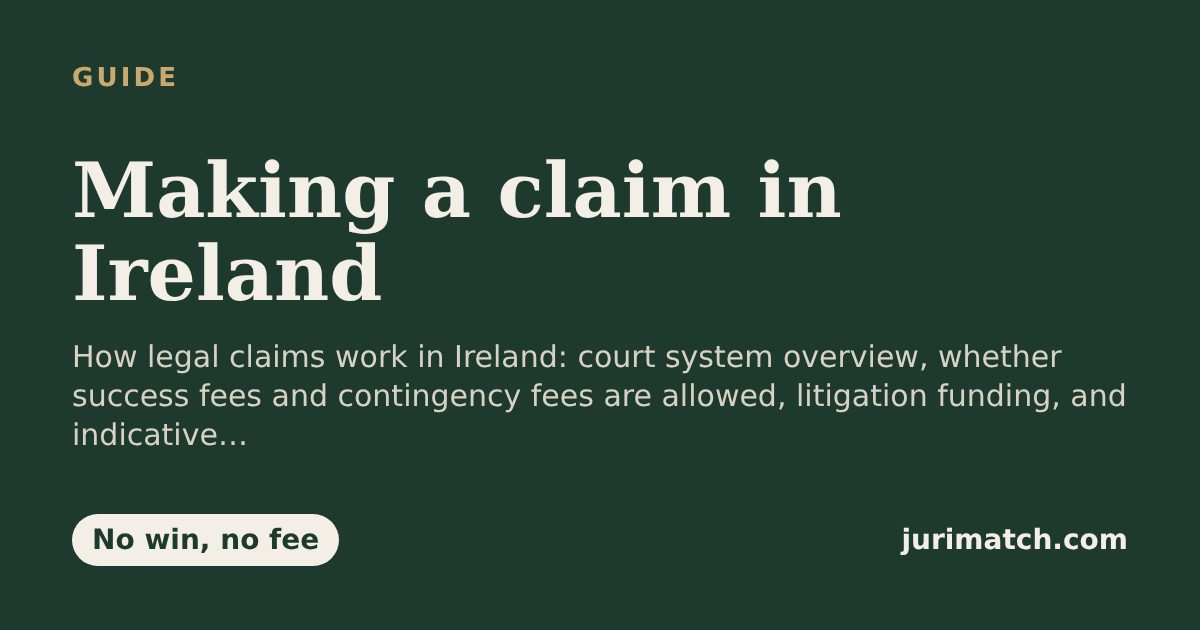 GUIDE
Making a claim in
Ireland
How legal claims work in Ireland: court system overview, whether
success fees and contingency fees are allowed, litigation funding, and
indicative…
No win, no fee
jurimatch.com